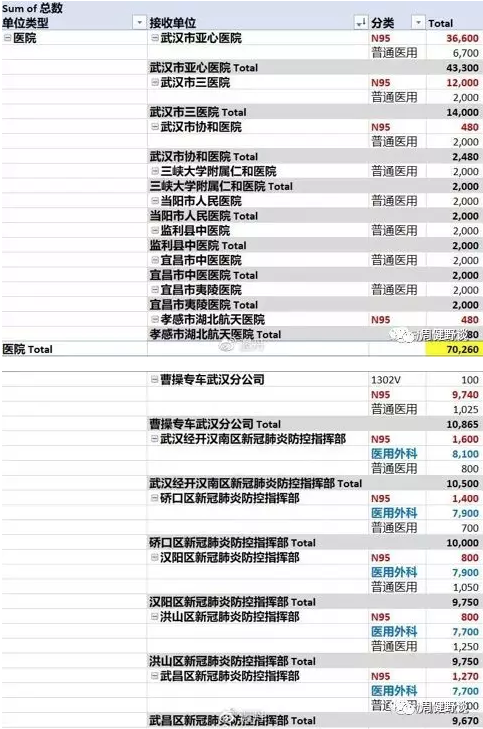 Sum of 总数
单位类型 接收单位 分类 Total
医院 武汉市亚心医院 N95 36,600
普通医用 6,700
武汉市亚心医院 Total 43,300
武汉市三医院 N95 12,000
普通医用 2,000
武汉市三医院 Total 14,000
武汉市协和医院 N95 480
普通医用 2,000
武汉市协和医院 Total 2,480
三峡大学附属仁和医院 普通医用 2,000
三峡大学附属仁和医院 Total 2,000
当阳市人民医院 普通医用 2,000
当阳市人民医院 Total 2,000
监利县中医院 普通医用 2,000
监利县中医院 Total 2,000
宜昌市中医医院 普通医用 2,000
宜昌市中医医院 Total 2,000
宜昌市夷陵医院 普通医用 2,000
宜昌市夷陵医院 Total 2,000
孝感市湖北航天医院 N95 480
孝感市湖北航天医院 Total 80
周健野谈
医院 Total 70,260
曹操专车武汉分公司 1302V 100
N95 9,740
普通医用 1,025
曹操专车武汉分公司 Total 10,865
武汉经开汉南区新冠肺炎防控指挥部 N95 1,600
医用外科 8,100
普通医用 800
武汉经开汉南区新冠肺炎防控指挥部 Total 10,500
硚口区新冠肺炎防控指挥部 N95 1,400
医用外科 7,900
普通医用 700
硚口区新冠肺炎防控指挥部 Total 10,000
汉阳区新冠肺炎防控指挥部 N95 800
医用外科 7,900
普通医用 1,050
汉阳区新冠肺炎防控指挥部 Total 9,750
洪山区新冠肺炎防控指挥部 N95 800
医用外科 7,700
普通医用 1,250
洪山区新冠肺炎防控指挥部 Total 9,750
武昌区新冠肺炎防控指挥部 N95 1,270
医用外科 7,700
普通医用 00
周健野谈
武昌区新冠肺炎防控指挥部 Total 9,670